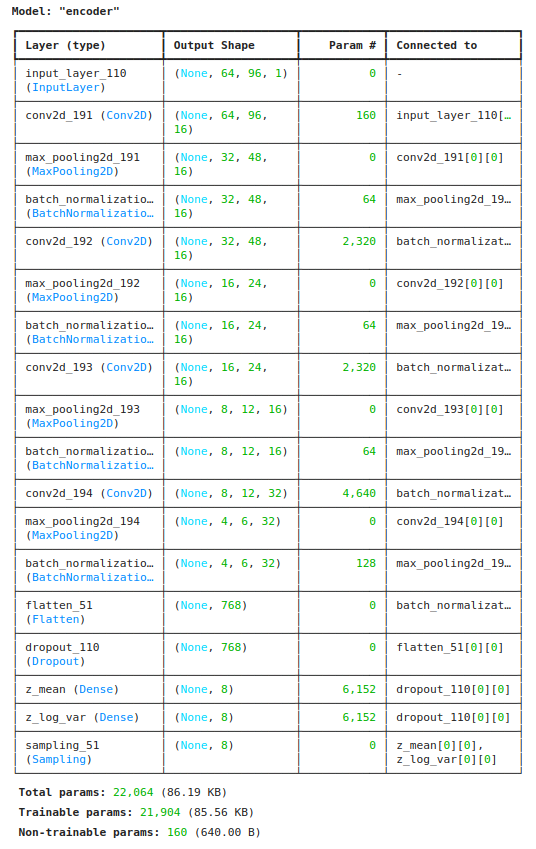 Model: "encoder"
Layer (type) Output Shape Param # Connected to
input_layer_110 (None, 64, 96, 1) 0 -
(InputLayer)
conv2d_191 (Conv2D) (None, 64, 96, 160 input_layer_110[…
16)
max_pooling2d_191 (None, 32, 48, 0 conv2d_191[0][0]
(MaxPooling2D) 16)
batch_normalizatio… (None, 32, 48, 64 max_pooling2d_19…
(BatchNormalizatio… 16)
conv2d_192 (Conv2D) (None, 32, 48, 2,320 batch_normalizat…
16)
max_pooling2d_192 (None, 16, 24, 0 conv2d_192[0][0]
(MaxPooling2D) 16)
batch_normalizatio… (None, 16, 24, 64 max_pooling2d_19…
(BatchNormalizatio… 16)
conv2d_193 (Conv2D) (None, 16, 24, 2,320 batch_normalizat…
16)
max_pooling2d_193 (None, 8, 12, 16) 0 conv2d_193[0][0]
(MaxPooling2D)
batch_normalizatio… (None, 8, 12, 16) 64 max_pooling2d_19…
(BatchNormalizatio…
conv2d_194 (Conv2D) (None, 8, 12, 32) 4,640 batch_normalizat…
max_pooling2d_194 (None, 4, 6, 32) 0 conv2d_194[0][0]
(MaxPooling2D)
batch_normalizatio… (None, 4, 6, 32) 128 max_pooling2d_19…
(BatchNormalizatio…
flatten_51 (None, 768) 0 batch_normalizat…
(Flatten)
dropout_110 (None, 768) 0 flatten_51[0][0]
(Dropout)
z_mean (Dense) (None, 8) 6,152 dropout_110[0][0]
z_log_var (Dense) (None, 8) 6,152 dropout_110[0][0]
sampling_51 (None, 8) 0 z_mean[0][0],
(Sampling) z_log_var[0][0]
Total params: 22,064 (86.19 KB)
Trainable params: 21,904 (85.56 KB)
Non-trainable params: 160 (640.00 B)